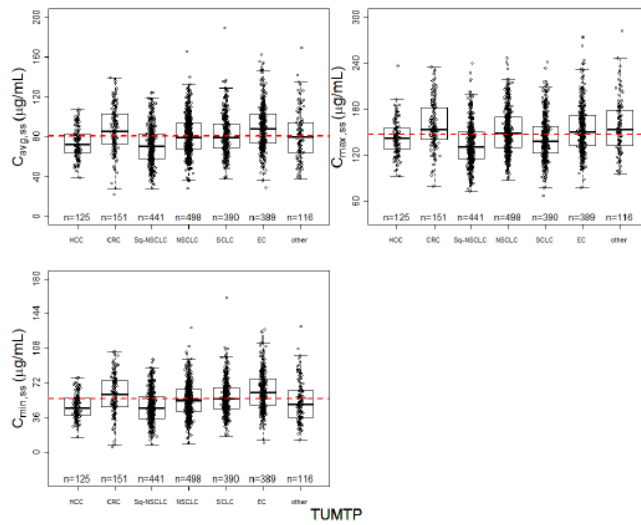 200
160
120
80
40
0
C avg,ss (µg/mL)
n=125 n=151 n=441 n=498 n=390 n=389 n=116
HCC CRC Sq-NSCLC NSCLC SCLC EC other
300
240
180
120
60
C max,ss (µg/mL)
n=125 n=151 n=441 n=498 n=390 n=389 n=116
HCC CRC Sq-NSCLC NSCLC SCLC EC other
180
144
108
72
36
0
C min,ss (µg/mL)
n=125 n=151 n=441 n=498 n=390 n=389 n=116
HCC CRC Sq-NSCLC NSCLC SCLC EC other
TUMTP